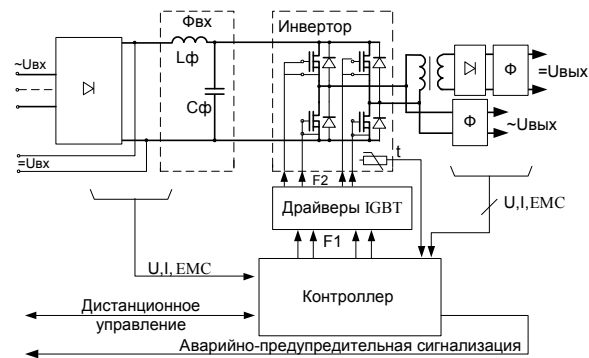 Фвх
Инвертор
~Uвх
Lф
Сф
Ф
=Uвых
Ф
~Uвых
=Uвх
t
F2
Драйверы IGBT
F1
U,I,EMC
U,I,EMC
Контроллер
Дистанционное
управление
Аварийно-предупредительная сигнализация